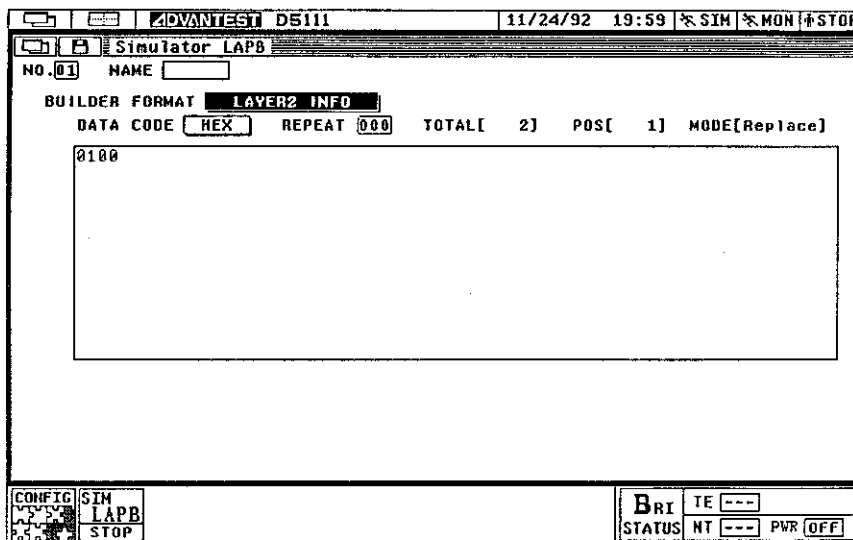 ADVANTEST D5111 11/24/92 19:59 SIM MON STOP
Simulator LAPB
NO.01 NAME
BUILDER FORMAT LAYER2 INFO
DATA CODE HEX REPEAT 000 TOTAL[ 2] POS[ 1] MODE[Replace]
0100
CONFIG SIM LAPB STOP
BRI STATUS TE --- NT --- PWR OFF